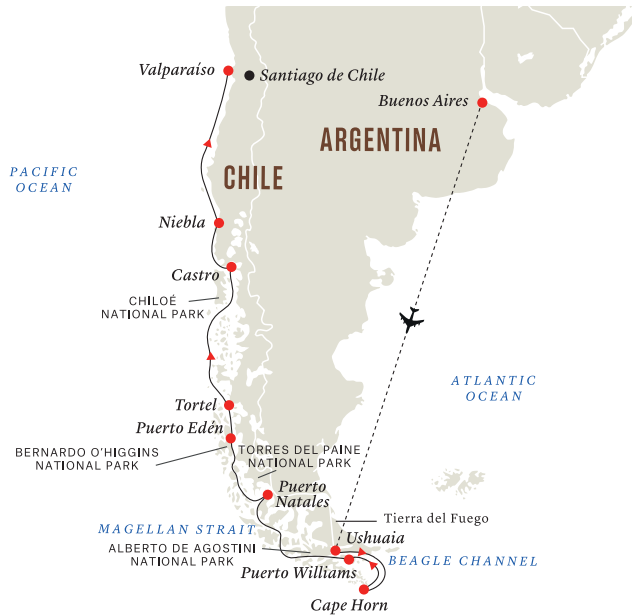 Valparaíso
Santiago de Chile
Buenos Aires
ARGENTINA
PACIFIC
OCEAN
CHILE
Niebla
Castro
CHILOÉ
NATIONAL PARK
ATLANTIC
OCEAN
Tortel
Puerto Edén
BERNARDO O'HIGGINS
NATIONAL PARK
TORRES DEL PAINE
NATIONAL PARK
Puerto
Natales
Tierra del Fuego
MAGELLAN STRAIT
Ushuaia
ALBERTO DE AGOSTINI
NATIONAL PARK
BEAGLE CHANNEL
Puerto Williams
Cape Horn